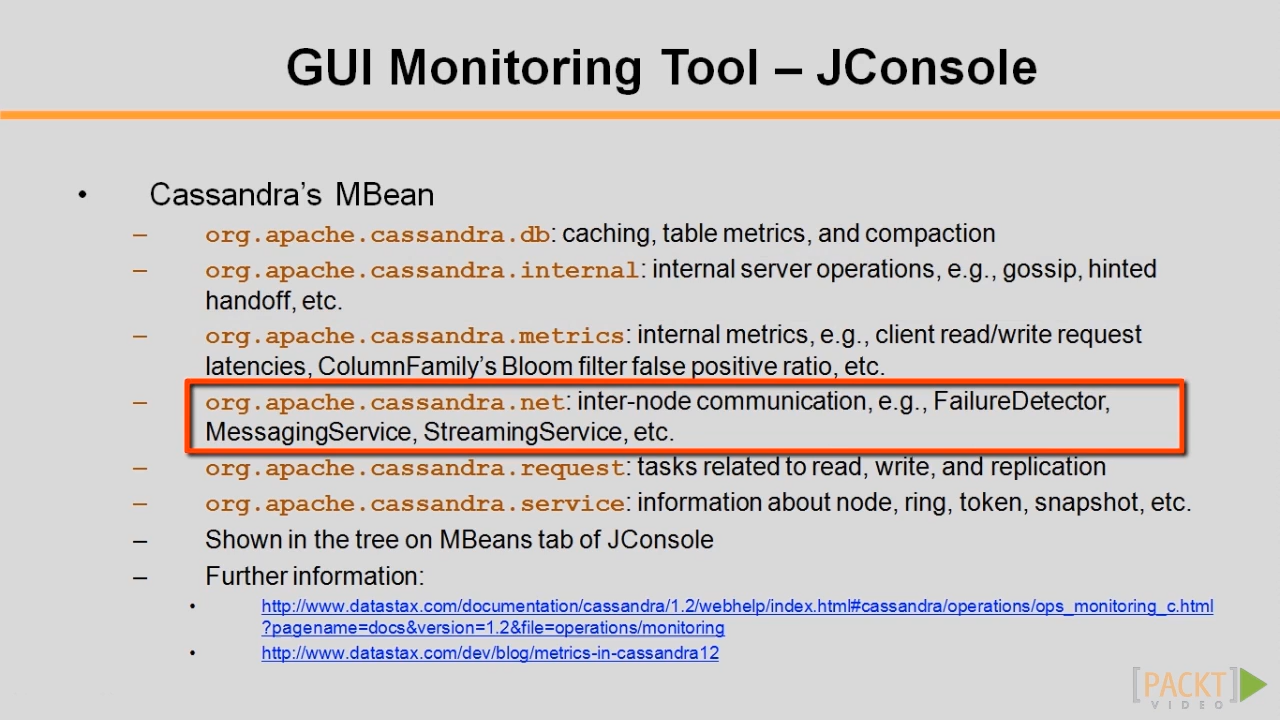 GUI Monitoring Tool – JConsole
• Cassandra's MBean
– org.apache.cassandra.db: caching, table metrics, and compaction
– org.apache.cassandra.internal: internal server operations, e.g., gossip, hinted
handoff, etc.
– org.apache.cassandra.metrics: internal metrics, e.g., client read/write request
latencies, ColumnFamily's Bloom filter false positive ratio, etc.
– org.apache.cassandra.net: inter-node communication, e.g., FailureDetector,
MessagingService, StreamingService, etc.
– org.apache.cassandra.request: tasks related to read, write, and replication
– org.apache.cassandra.service: information about node, ring, token, snapshot, etc.
– Shown in the tree on MBeans tab of JConsole
– Further information:
• http://www.datastax.com/documentation/cassandra/1.2/webhelp/index.html#cassandra/operations/ops_monitoring_c.html
?pagename=docs&version=1.2&file=operations/monitoring
• http://www.datastax.com/dev/blog/metrics-in-cassandra12
[PACKT]
VIDEO